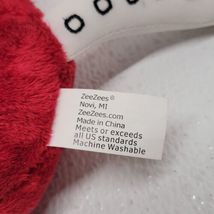 ZeeZees®
Novi, MI
ZeeZees.com
Made in China
Meets or exceeds
all US standards
Machine Washable